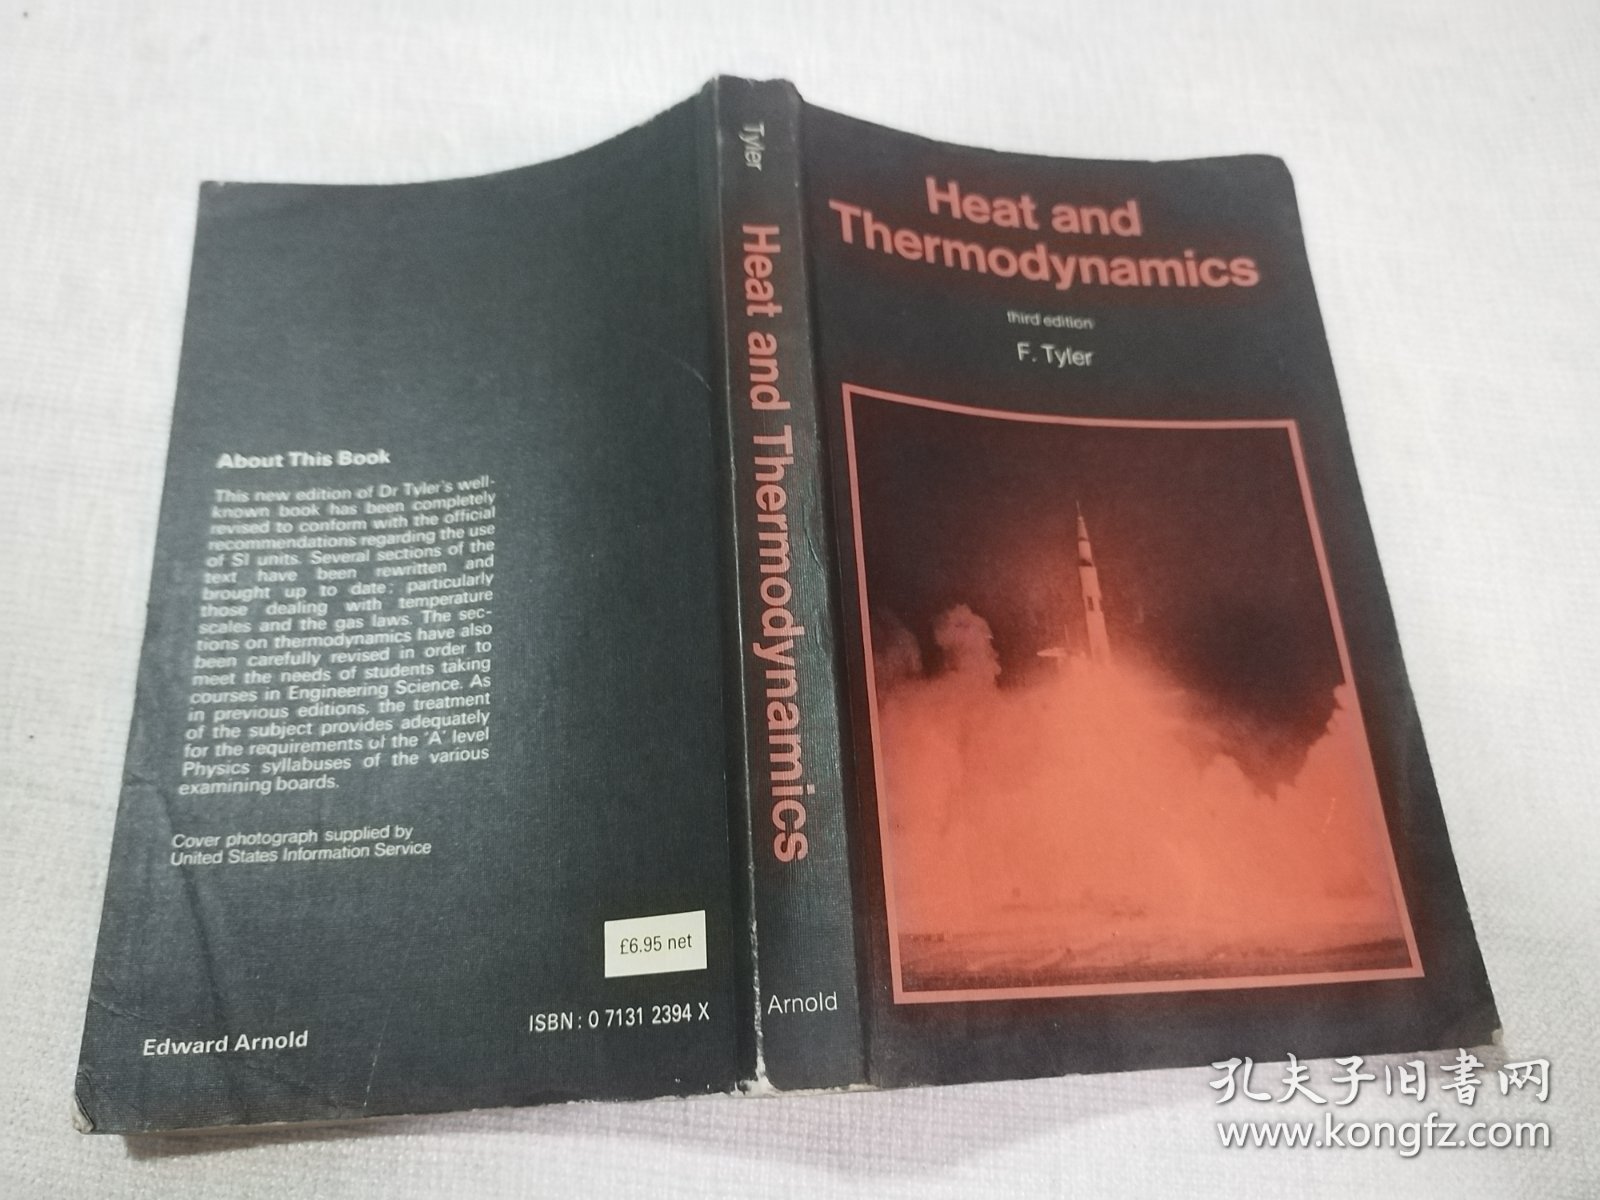 About This Book
This new edition of Dr Tyler's well-
known book has been completely
revised to conform with the official
recommendations regarding the use
of SI units. Several sections of the
text have been rewritten and
brought up to date; particularly
those dealing with temperature
scales and the gas laws. The sec-
tions on thermodynamics have also
been carefully revised in order to
meet the needs of students taking
courses in Engineering Science. As
in previous editions, the treatment
of the subject provides adequately
for the requirements of the 'A' level
Physics syllabuses of the various
examining boards.
Cover photograph supplied by
United States Information Service
£6.95 net
ISBN: 0 7131 2394 X
Edward Arnold
Tyler
Heat and Thermodynamics
Arnold
Heat and
Thermodynamics
third edition
F. Tyler
孔夫子旧书网
www.kongfz.com